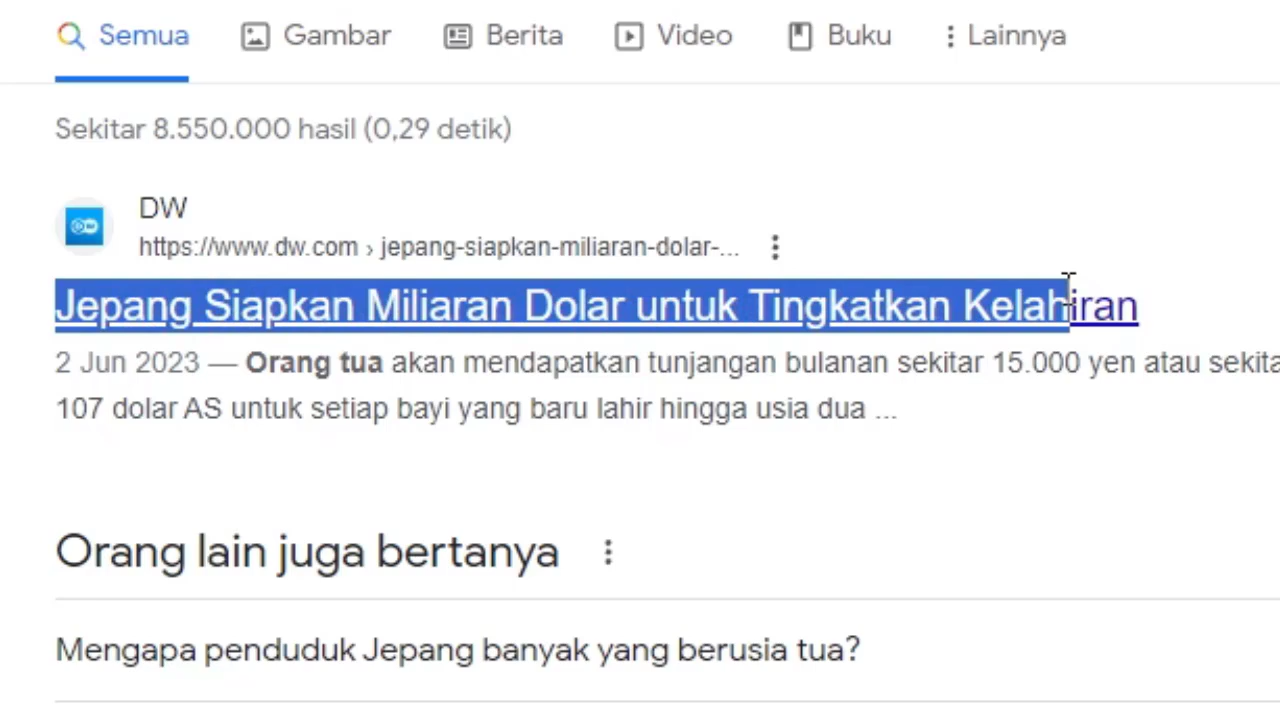 Semua Gambar Berita Video Buku Lainnya
Sekitar 8.550.000 hasil (0,29 detik)
DW
https://www.dw.com › jepang-siapkan-miliaran-dolar-...
Jepang Siapkan Miliaran Dolar untuk Tingkatkan Kelahiran
2 Jun 2023 — Orang tua akan mendapatkan tunjangan bulanan sekitar 15.000 yen atau sekita
107 dolar AS untuk setiap bayi yang baru lahir hingga usia dua ...
Orang lain juga bertanya
Mengapa penduduk Jepang banyak yang berusia tua?